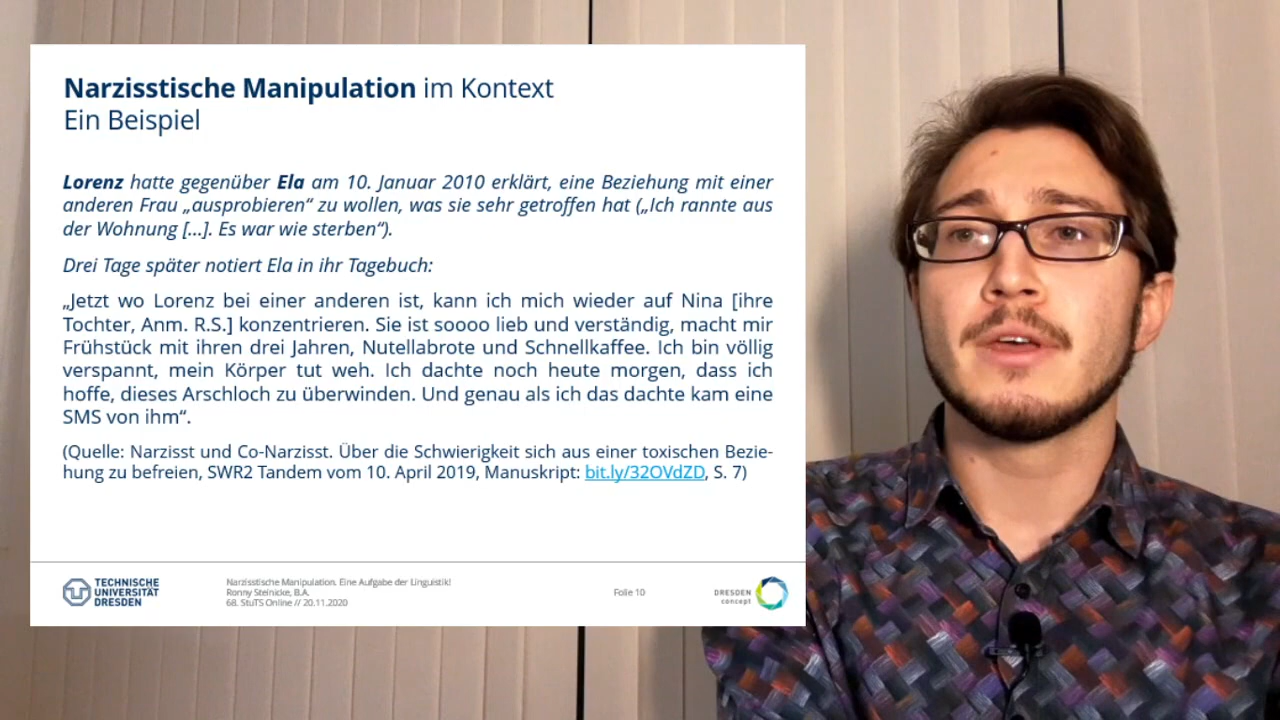 Narzisstische Manipulation im Kontext
Ein Beispiel
Lorenz hatte gegenüber Ela am 10. Januar 2010 erklärt, eine Beziehung mit einer
anderen Frau „ausprobieren“ zu wollen, was sie sehr getroffen hat („Ich rannte aus
der Wohnung [...]. Es war wie sterben“).
Drei Tage später notiert Ela in ihr Tagebuch:
„Jetzt wo Lorenz bei einer anderen ist, kann ich mich wieder auf Nina [ihre
Tochter, Anm. R.S.] konzentrieren. Sie ist soooo lieb und verständig, macht mir
Frühstück mit ihren drei Jahren, Nutellabrote und Schnellkaffee. Ich bin völlig
verspannt, mein Körper tut weh. Ich dachte noch heute morgen, dass ich
hoffe, dieses Arschloch zu überwinden. Und genau als ich das dachte kam eine
SMS von ihm“.
(Quelle: Narzisst und Co-Narzisst. Über die Schwierigkeit sich aus einer toxischen Bezie-
hung zu befreien, SWR2 Tandem vom 10. April 2019, Manuskript: bit.ly/32OVdZD, S. 7)
TECHNISCHE
UNIVERSITÄT
DRESDEN
Narzisstische Manipulation. Eine Aufgabe der Linguistik!
Ronny Steinicke, B.A.
68. StuTS Online // 20.11.2020
Folie 10
DRESDEN
concept